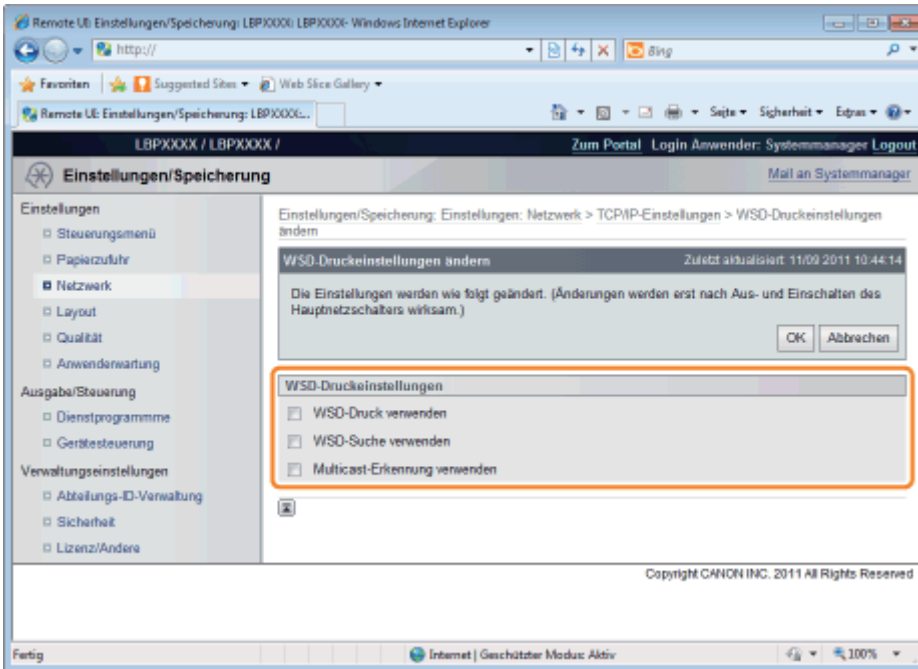 Remote UI: Einstellungen/Speicherung: LBPXXXX: LBPXXXX- Windows Internet Explorer
http://
Bing
Favoriten Suggested Sites Web Slice Gallery
Remote UI: Einstellungen/Speicherung: LBPXXXX:...
Seite Sicherheit Extras
LBPXXXX / LBPXXXX /
Zum Portal Login Anwender: Systemmanager Logout
Einstellungen/Speicherung
Mail an Systemmanager
Einstellungen
Steuerungsmenü
Papierzufuhr
Netzwerk
Layout
Qualität
Anwenderwartung
Ausgabe/Steuerung
Dienstprogrammme
Gerätesteuerung
Verwaltungseinstellungen
Abteilungs-ID-Verwaltung
Sicherheit
Lizenz/Andere
Einstellungen/Speicherung: Einstellungen: Netzwerk > TCP/IP-Einstellungen > WSD-Druckeinstellungen
ändern
WSD-Druckeinstellungen ändern
Zuletzt aktualisiert: 11/09 2011 10:44:14
Die Einstellungen werden wie folgt geändert. (Änderungen werden erst nach Aus- und Einschalten des
Hauptnetzschalters wirksam.)
OK Abbrechen
WSD-Druckeinstellungen
WSD-Druck verwenden
WSD-Suche verwenden
Multicast-Erkennung verwenden
Copyright CANON INC. 2011 All Rights Reserved
Fertig
Internet | Geschützter Modus: Aktiv
100%